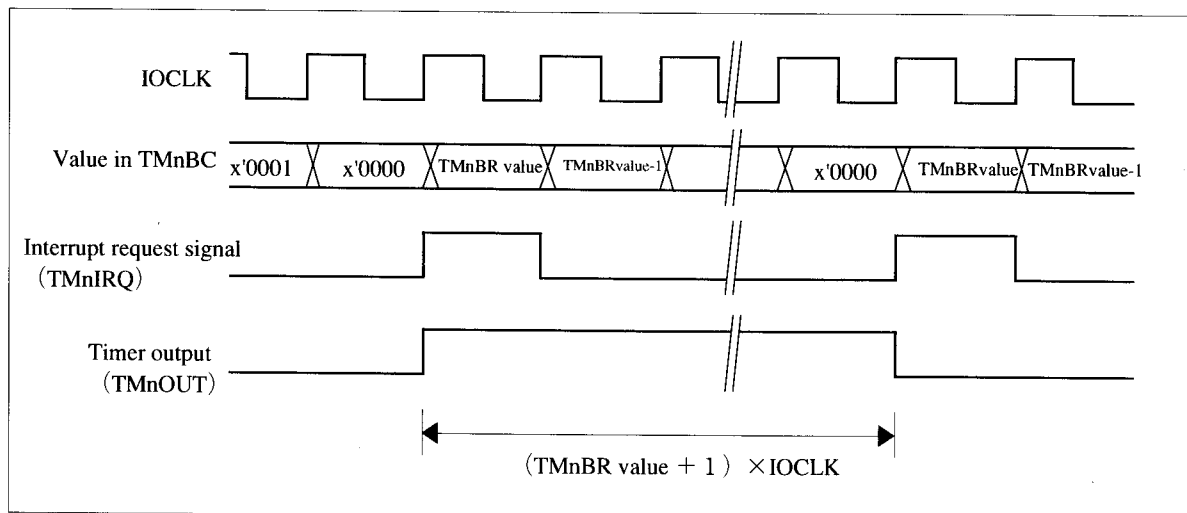 IOCLK
Value in TMnBC
x'0001 x'0000 TMnBR value TMnBRvalue-1 x'0000 TMnBRvalue TMnBRvalue-1
Interrupt request signal
(TMnIRQ)
Timer output
(TMnOUT)
(TMnBR value + 1) ×IOCLK